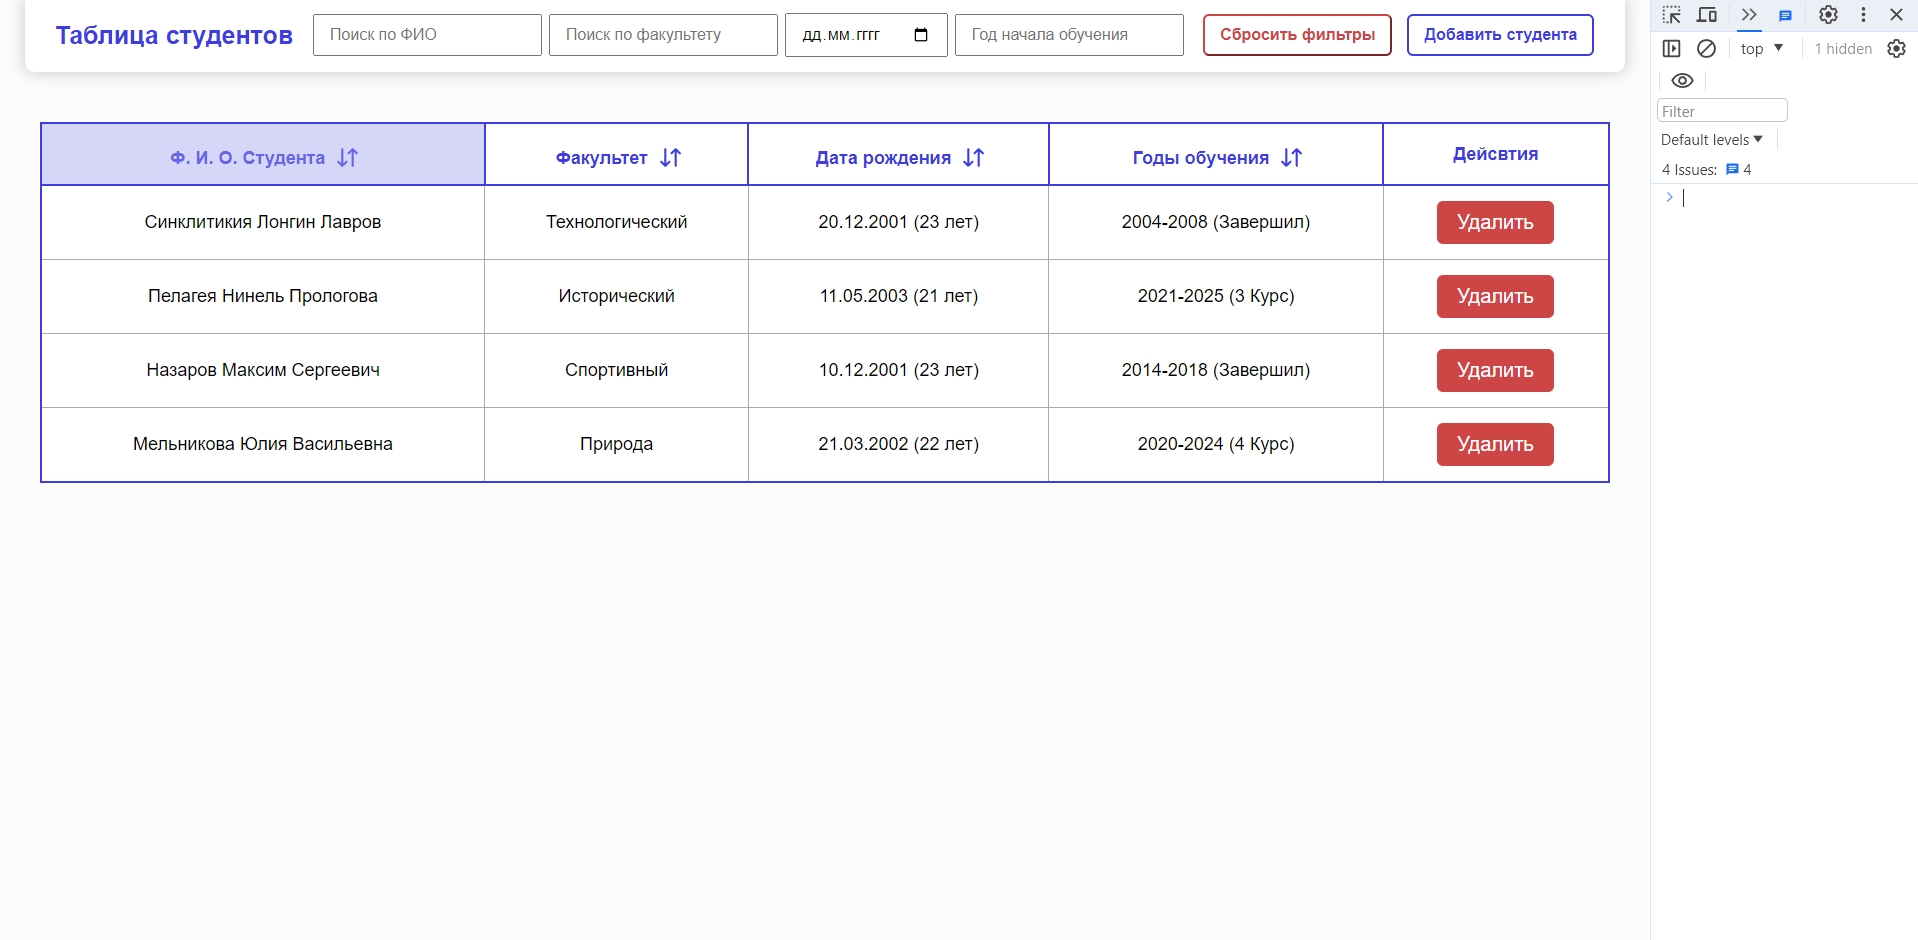 Таблица студентов Поиск по ФИО Поиск по факультету дд.мм.гггг Год начала обучения Сбросить фильтры Добавить студента
Ф. И. О. Студента Факультет Дата рождения Годы обучения Дейсвтия
Синклитикия Лонгин Лавров Технологический 20.12.2001 (23 лет) 2004-2008 (Завершил) Удалить
Пелагея Нинель Прологова Исторический 11.05.2003 (21 лет) 2021-2025 (3 Курс) Удалить
Назаров Максим Сергеевич Спортивный 10.12.2001 (23 лет) 2014-2018 (Завершил) Удалить
Мельникова Юлия Васильевна Природа 21.03.2002 (22 лет) 2020-2024 (4 Курс) Удалить
top 1 hidden
Filter
Default levels
4 Issues: 4